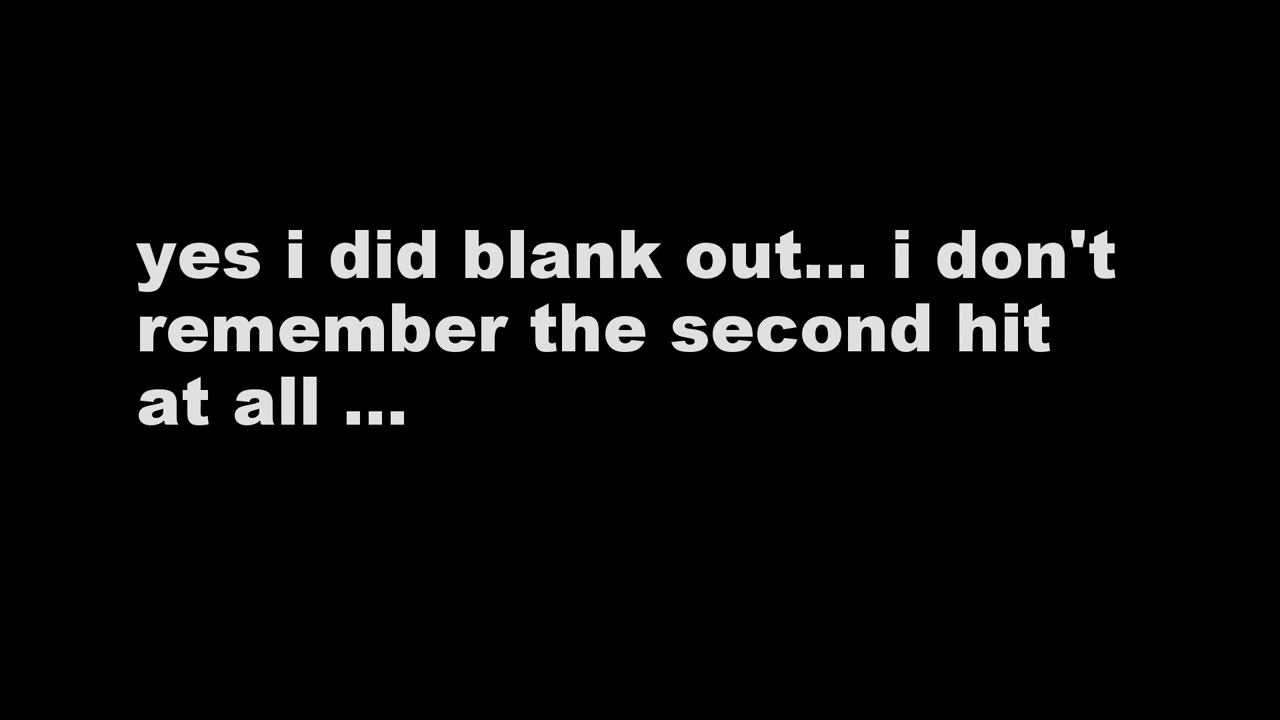 yes i did blank out... i don't
remember the second hit
at all ...